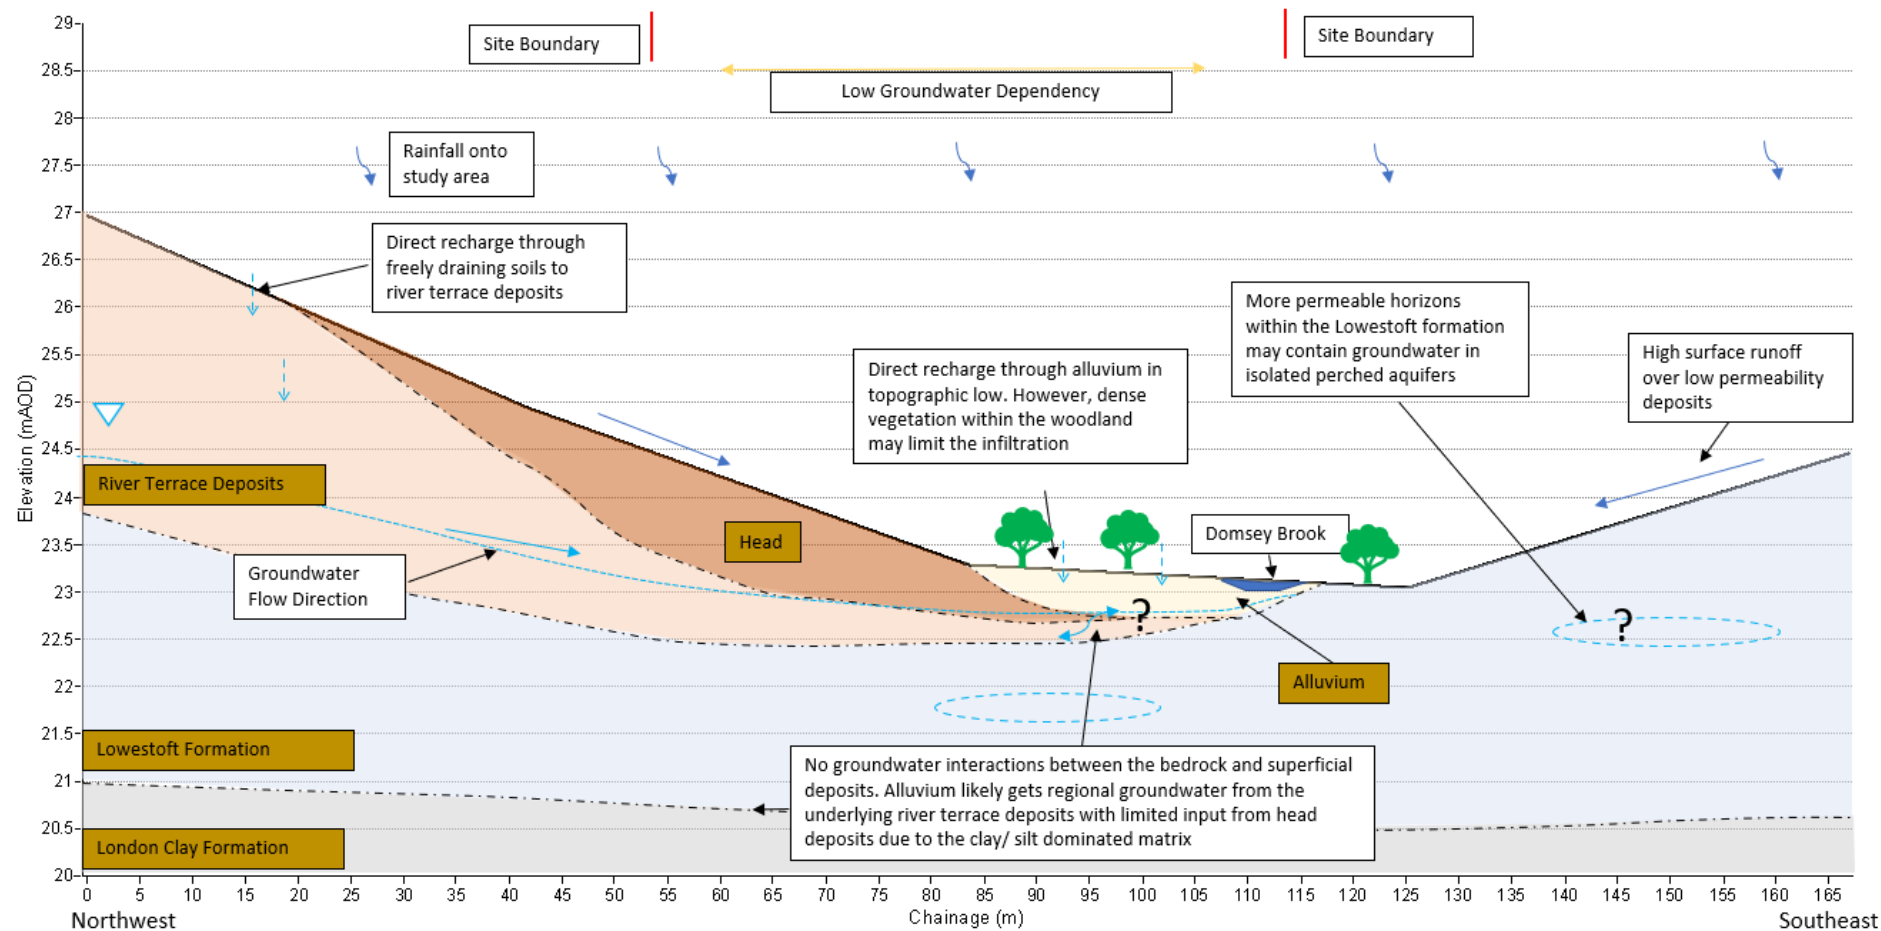 29
Site Boundary
Site Boundary
28.5
Low Groundwater Dependency
28
27.5
Rainfall onto
study area
27
26.5
Direct recharge through
freely draining soils to
river terrace deposits
26
More permeable horizons
within the Lowestoft formation
may contain groundwater in
isolated perched aquifers
25.5
Direct recharge through alluvium in
topographic low. However, dense
vegetation within the woodland
may limit the infiltration
High surface runoff
over low permeability
deposits
25
24.5
Elevation (mAOD)
River Terrace Deposits
24
23.5
Head
Domsey Brook
Groundwater
Flow Direction
23
?
?
22.5
Alluvium
22
21.5
Lowestoft Formation
No groundwater interactions between the bedrock and superficial
deposits. Alluvium likely gets regional groundwater from the
underlying river terrace deposits with limited input from head
deposits due to the clay/ silt dominated matrix
21
20.5
London Clay Formation
20
0 5 10 15 20 25 30 35 40 45 50 55 60 65 70 75 80 85 90 95 100 105 110 115 120 125 130 135 140 145 150 155 160 165
Northwest
Chainage (m)
Southeast